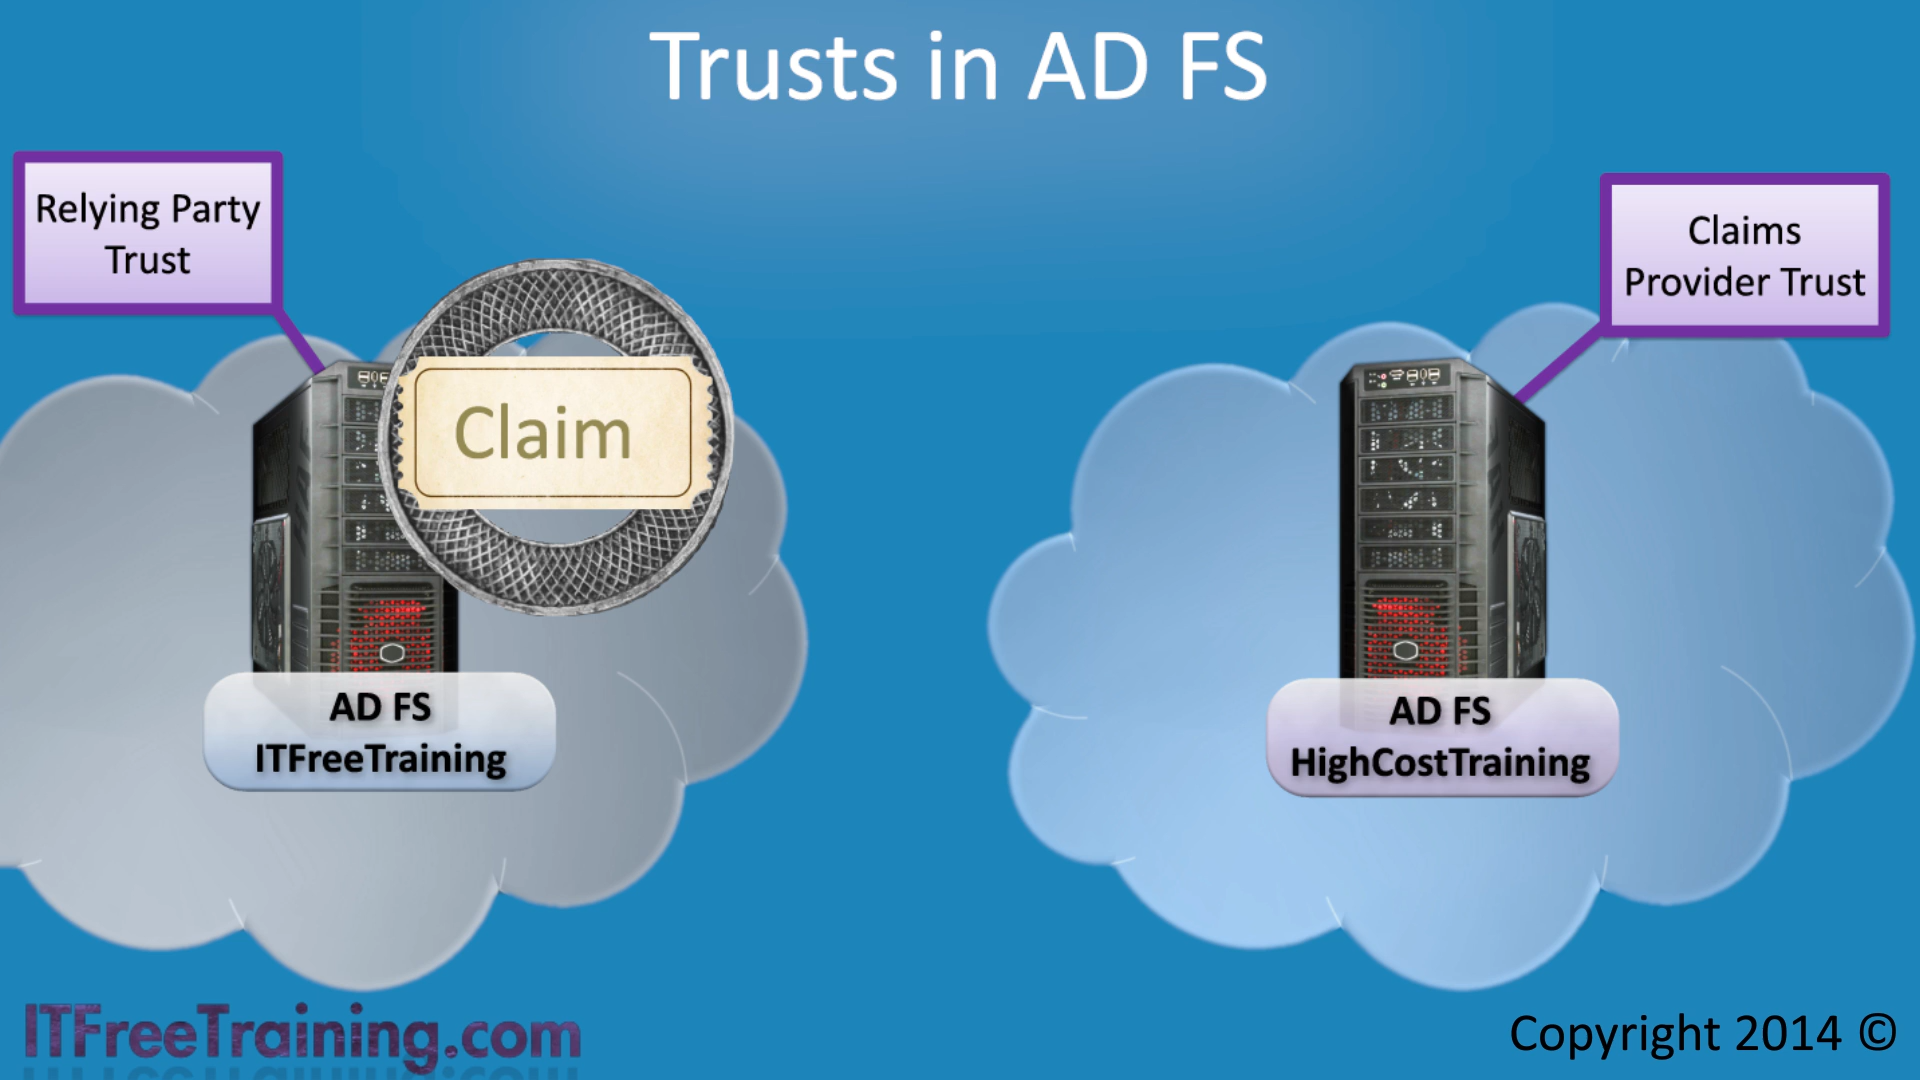 Trusts in AD FS
Relying Party
Trust
Claims
Provider Trust
Claim
AD FS
ITFreeTraining
AD FS
HighCostTraining
ITFreeTraining.com
Copyright 2014 ©